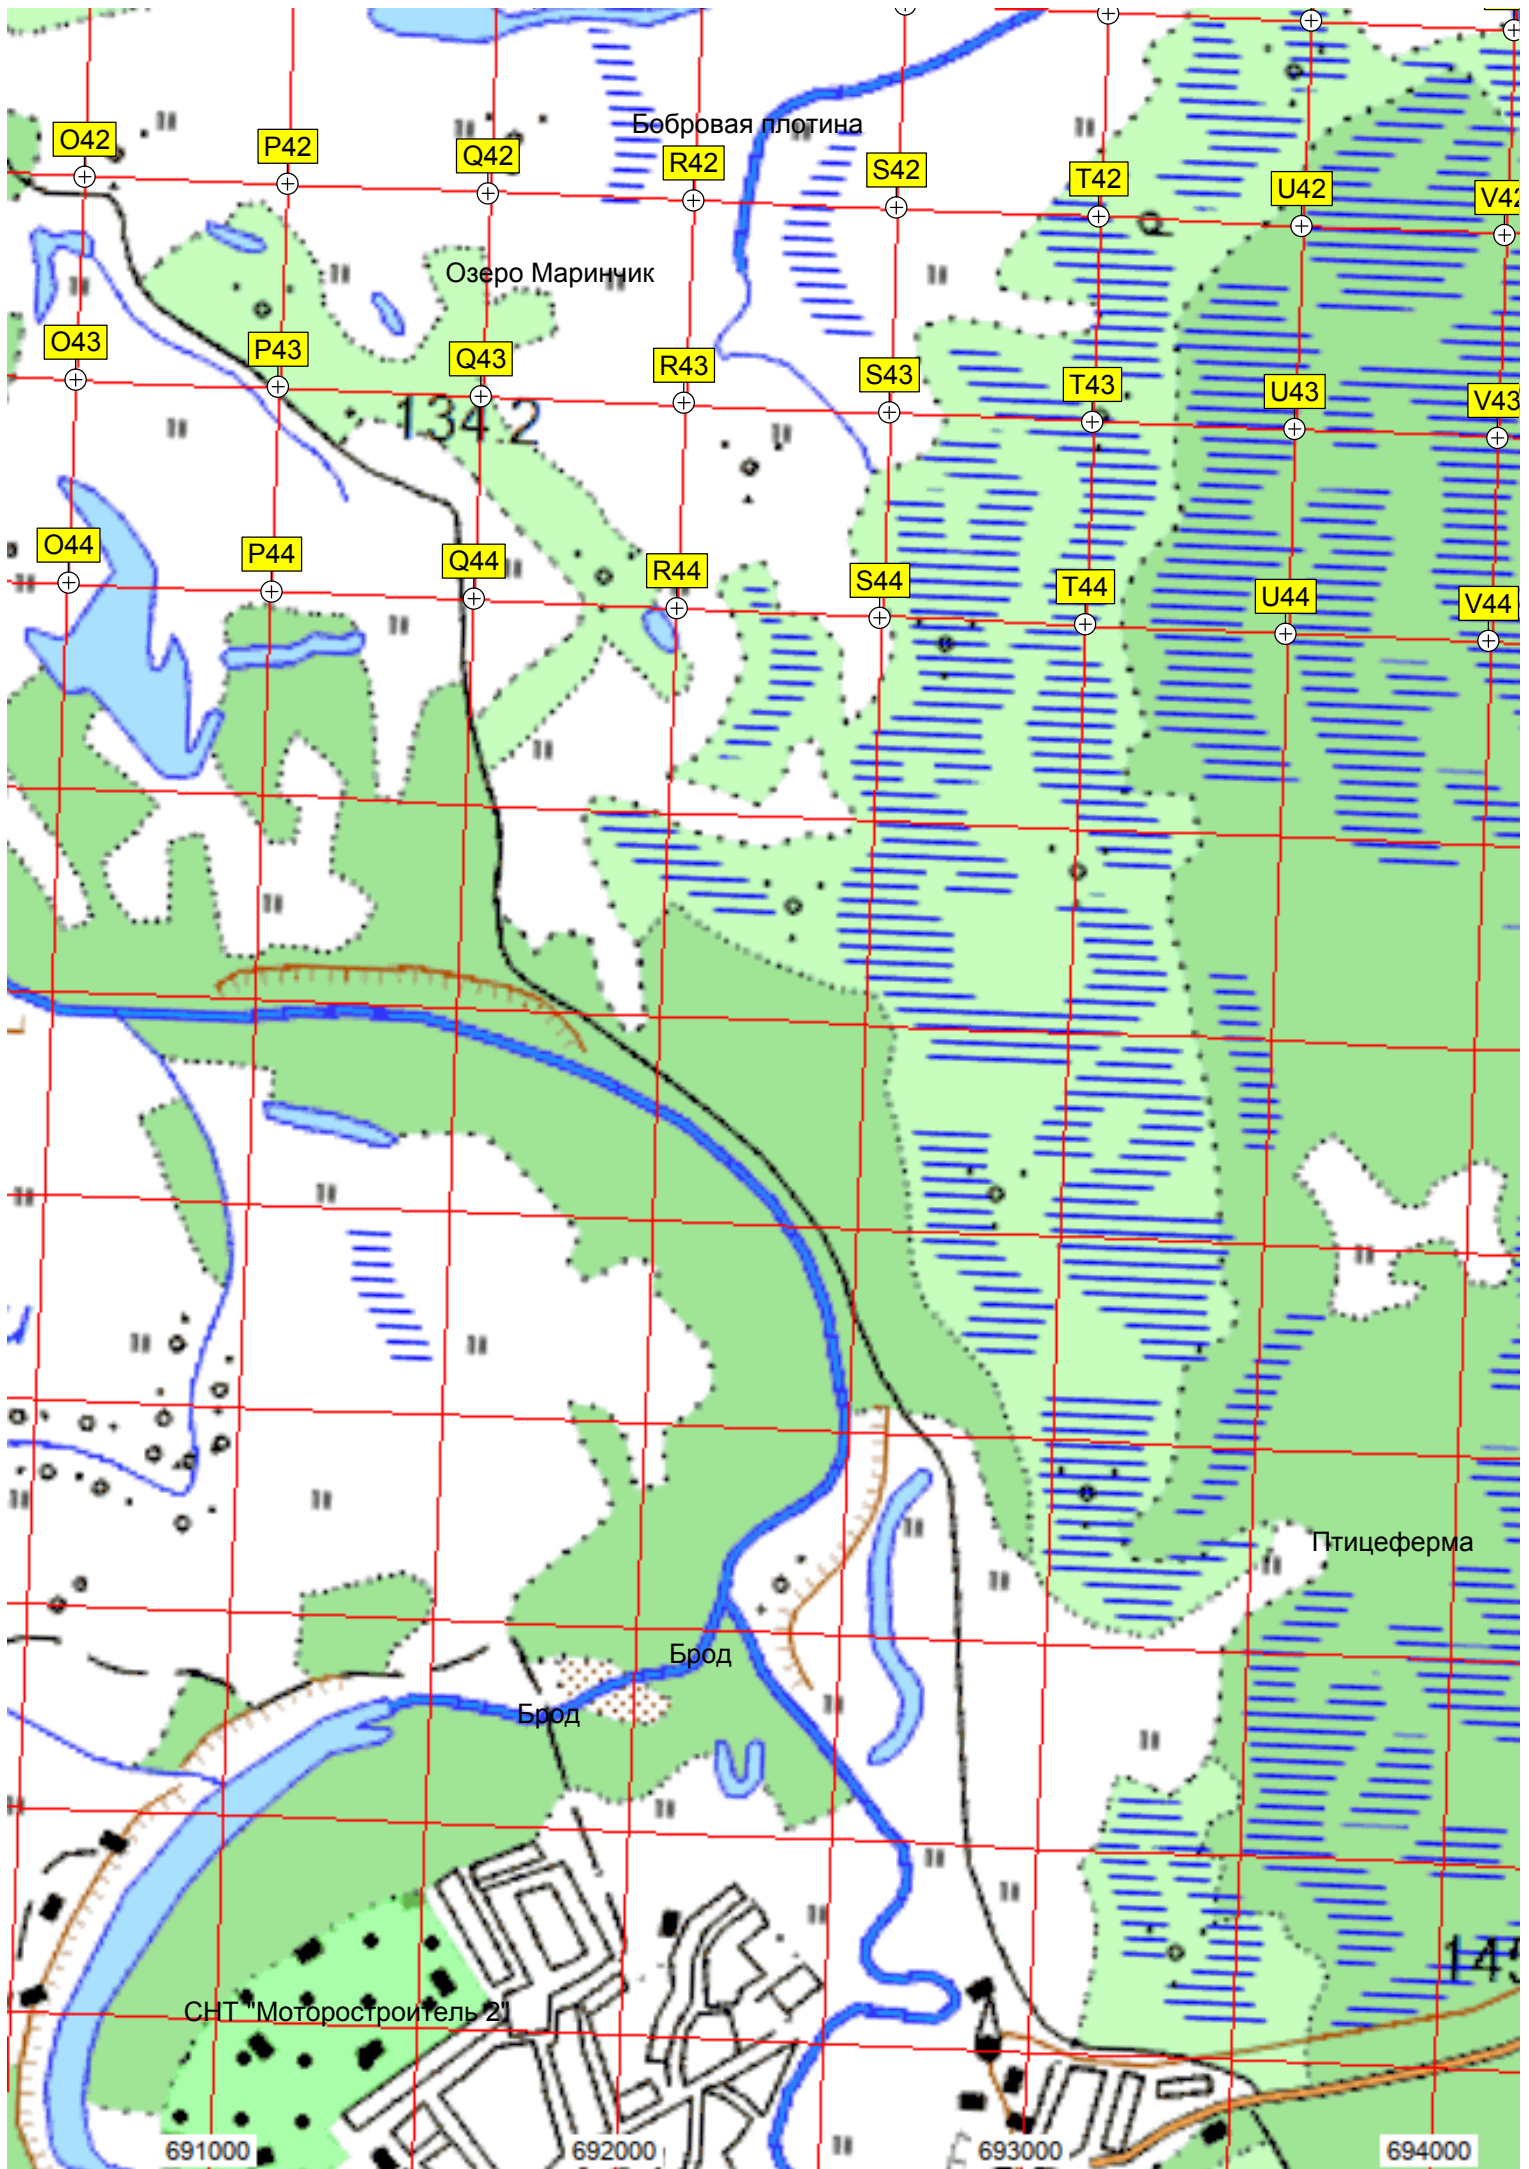 Бобровая плотина
O42 P42 Q42 R42 S42 T42 U42 V42
Озеро Маринчик
O43 P43 Q43 R43 S43 T43 U43 V43
134.2
O44 P44 Q44 R44 S44 T44 U44 V44
Птицеферма
Брод
Брод
145
СНТ "Моторостроитель 2"
691000 692000 693000 694000